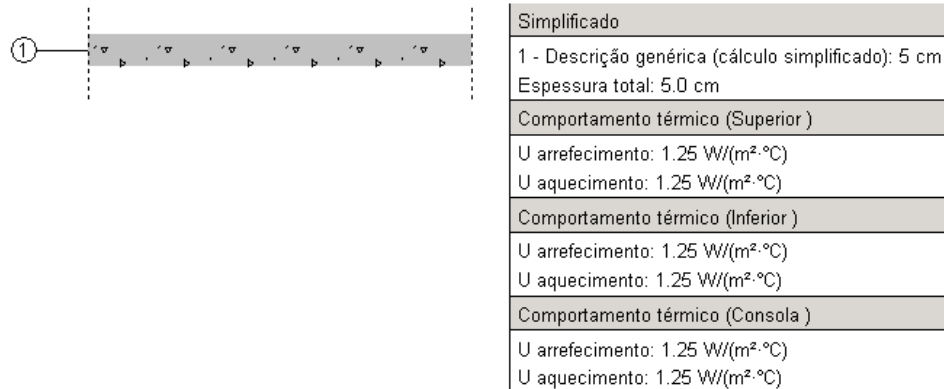 1
Simplificado
1 - Descrição genérica (cálculo simplificado): 5 cm
Espessura total: 5.0 cm
Comportamento térmico (Superior )
U arrefecimento: 1.25 W/(m²·°C)
U aquecimento: 1.25 W/(m²·°C)
Comportamento térmico (Inferior )
U arrefecimento: 1.25 W/(m²·°C)
U aquecimento: 1.25 W/(m²·°C)
Comportamento térmico (Consola )
U arrefecimento: 1.25 W/(m²·°C)
U aquecimento: 1.25 W/(m²·°C)